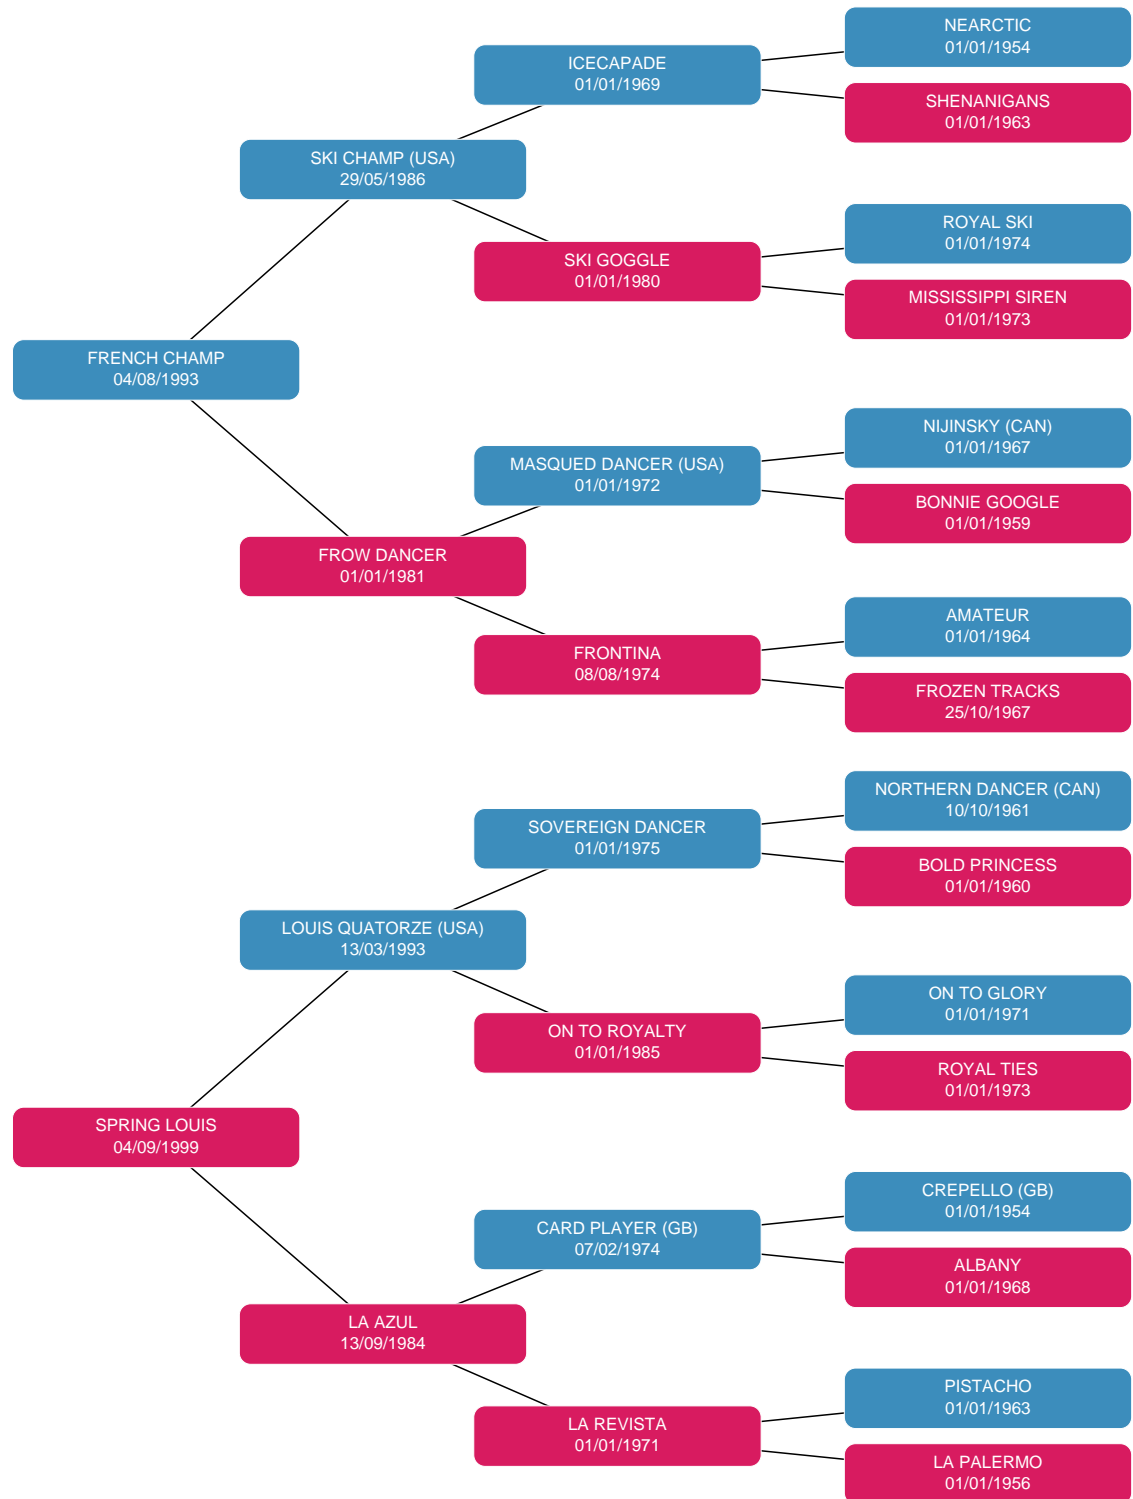 NEARCTIC
01/01/1954
ICECAPADE
01/01/1969
SHENANIGANS
01/01/1963
SKI CHAMP (USA)
29/05/1986
ROYAL SKI
01/01/1974
SKI GOGGLE
01/01/1980
MISSISSIPPI SIREN
01/01/1973
FRENCH CHAMP
04/08/1993
NIJINSKY (CAN)
01/01/1967
MASQUED DANCER (USA)
01/01/1972
BONNIE GOOGLE
01/01/1959
FROW DANCER
01/01/1981
AMATEUR
01/01/1964
FRONTINA
08/08/1974
FROZEN TRACKS
25/10/1967
NORTHERN DANCER (CAN)
10/10/1961
SOVEREIGN DANCER
01/01/1975
BOLD PRINCESS
01/01/1960
LOUIS QUATORZE (USA)
13/03/1993
ON TO GLORY
01/01/1971
ON TO ROYALTY
01/01/1985
ROYAL TIES
01/01/1973
SPRING LOUIS
04/09/1999
CREPELLO (GB)
01/01/1954
CARD PLAYER (GB)
07/02/1974
ALBANY
01/01/1968
LA AZUL
13/09/1984
PISTACHO
01/01/1963
LA REVISTA
01/01/1971
LA PALERMO
01/01/1956